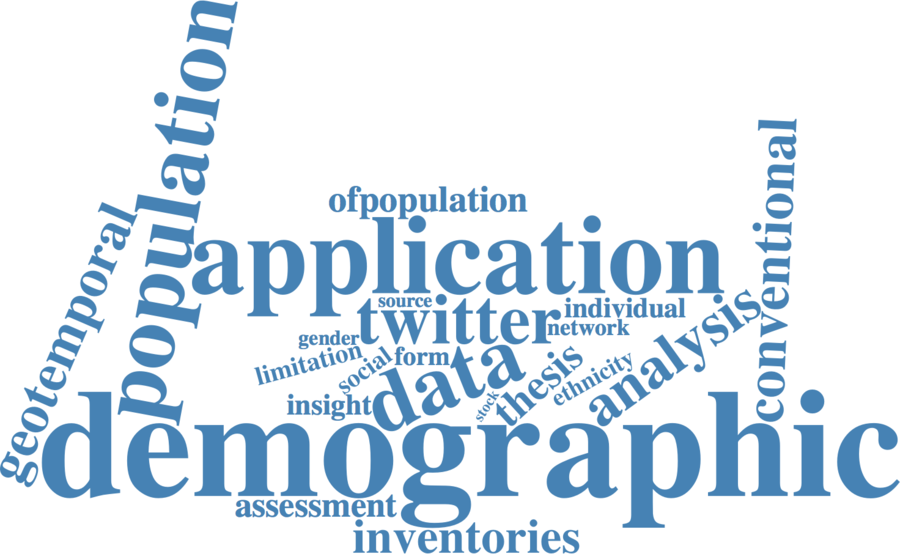 population
conventional
ofpopulation
geotemporal
application
source
twitter
individual
network
gender
limitation
social
form
data
thesis
ethnicity
analysis
insight
stock
demographic
assessment
inventories